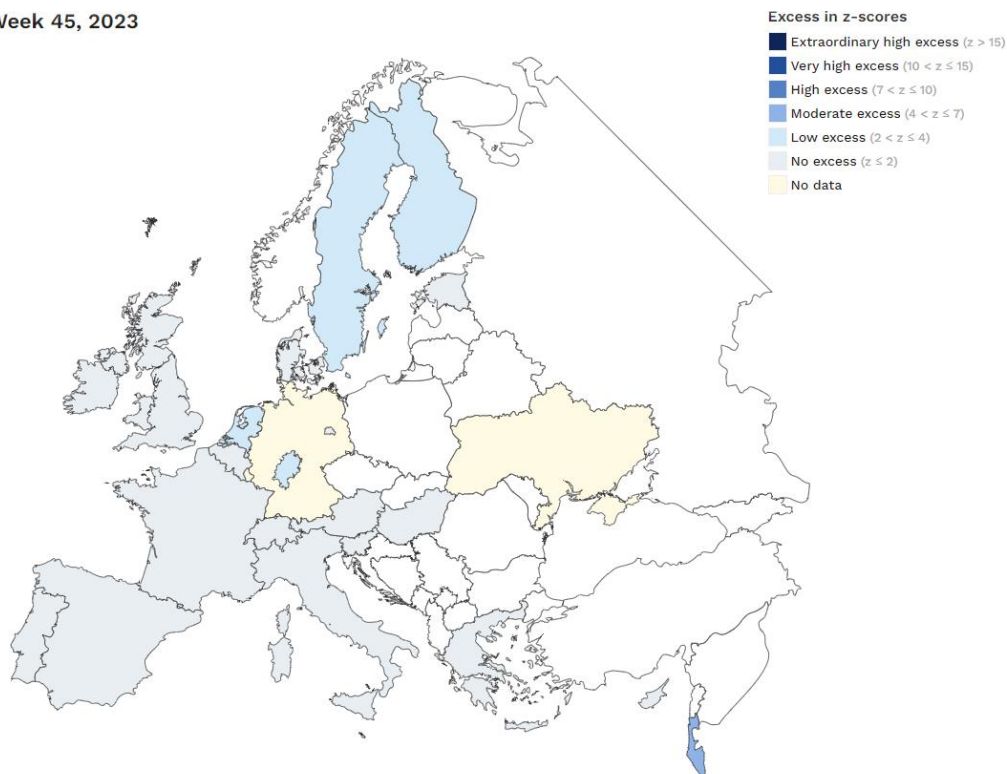 Week 45, 2023
Excess in z-scores
Extraordinary high excess (z > 15)
Very high excess (10 < z ≤ 15)
High excess (7 < z ≤ 10)
Moderate excess (4 < z ≤ 7)
Low excess (2 < z ≤ 4)
No excess (z ≤ 2)
No data